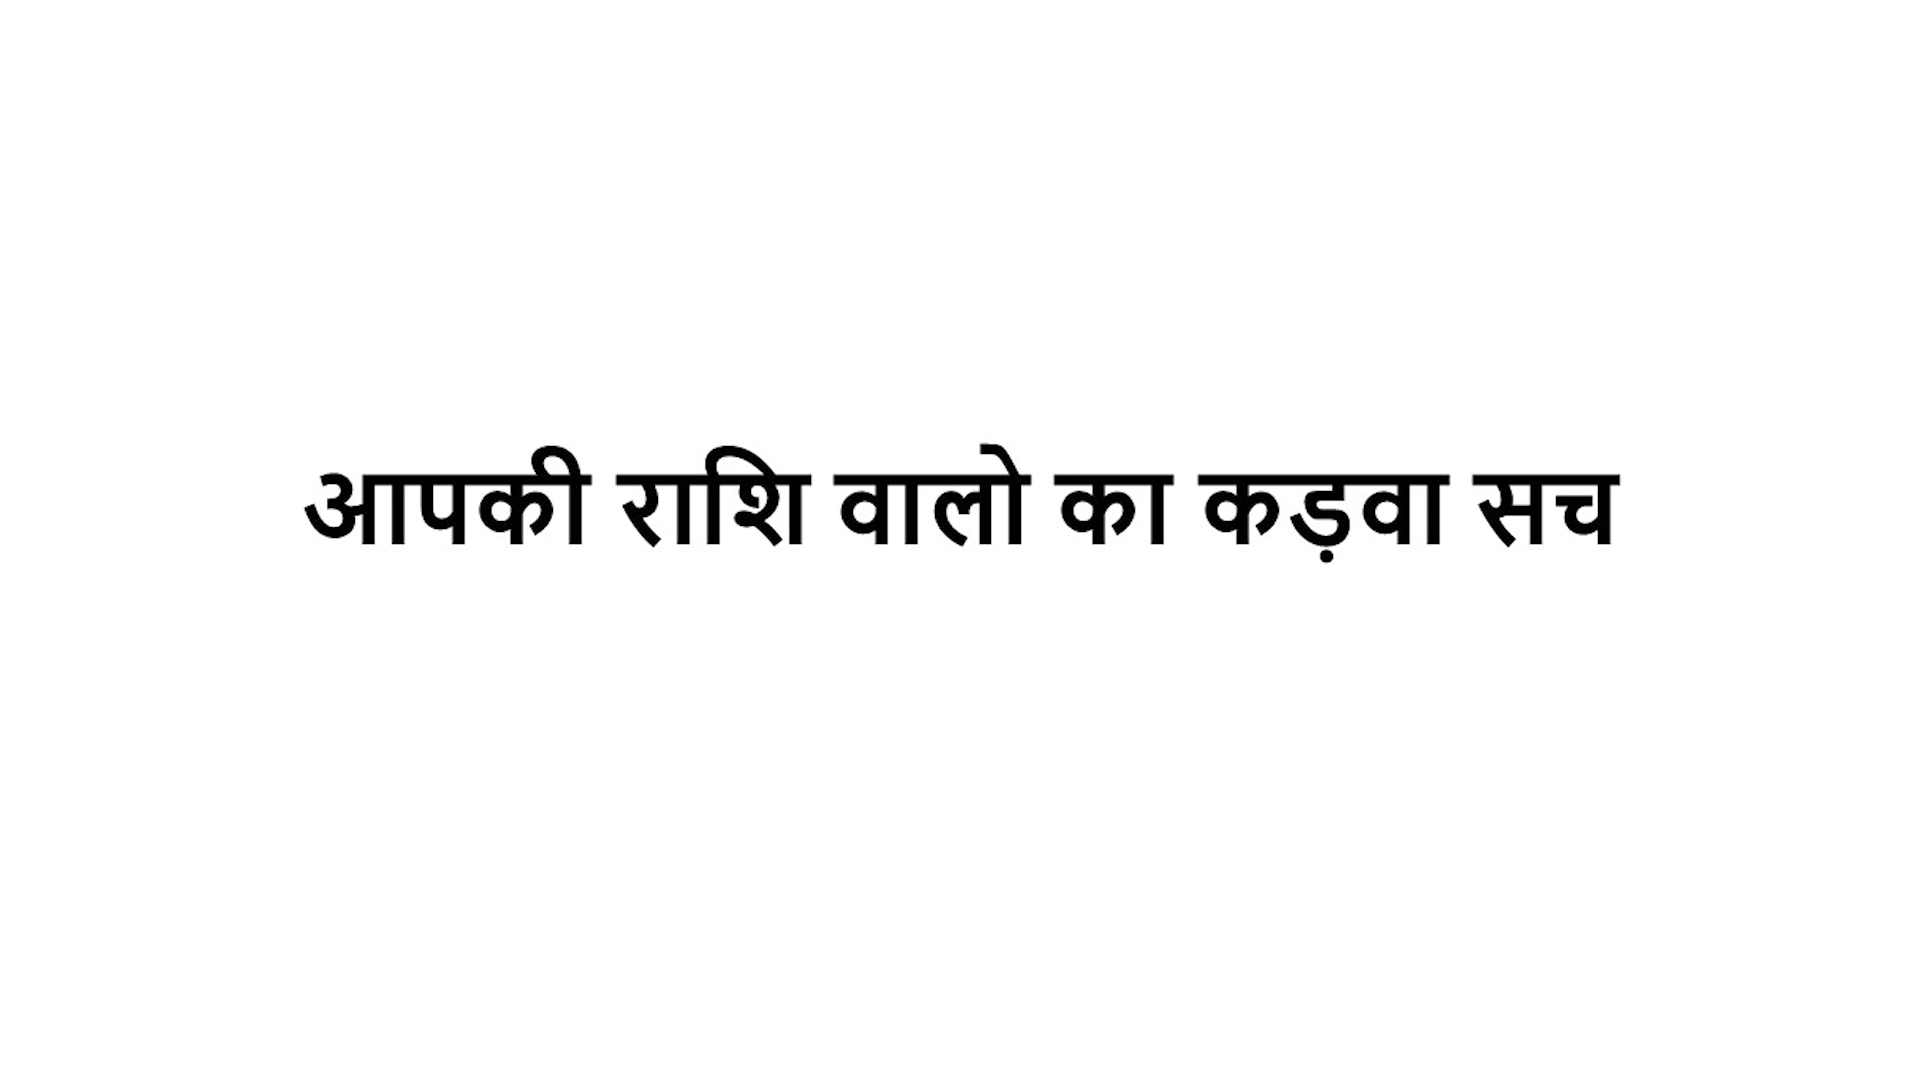 आपकी राशि वालो का कड़वा सच